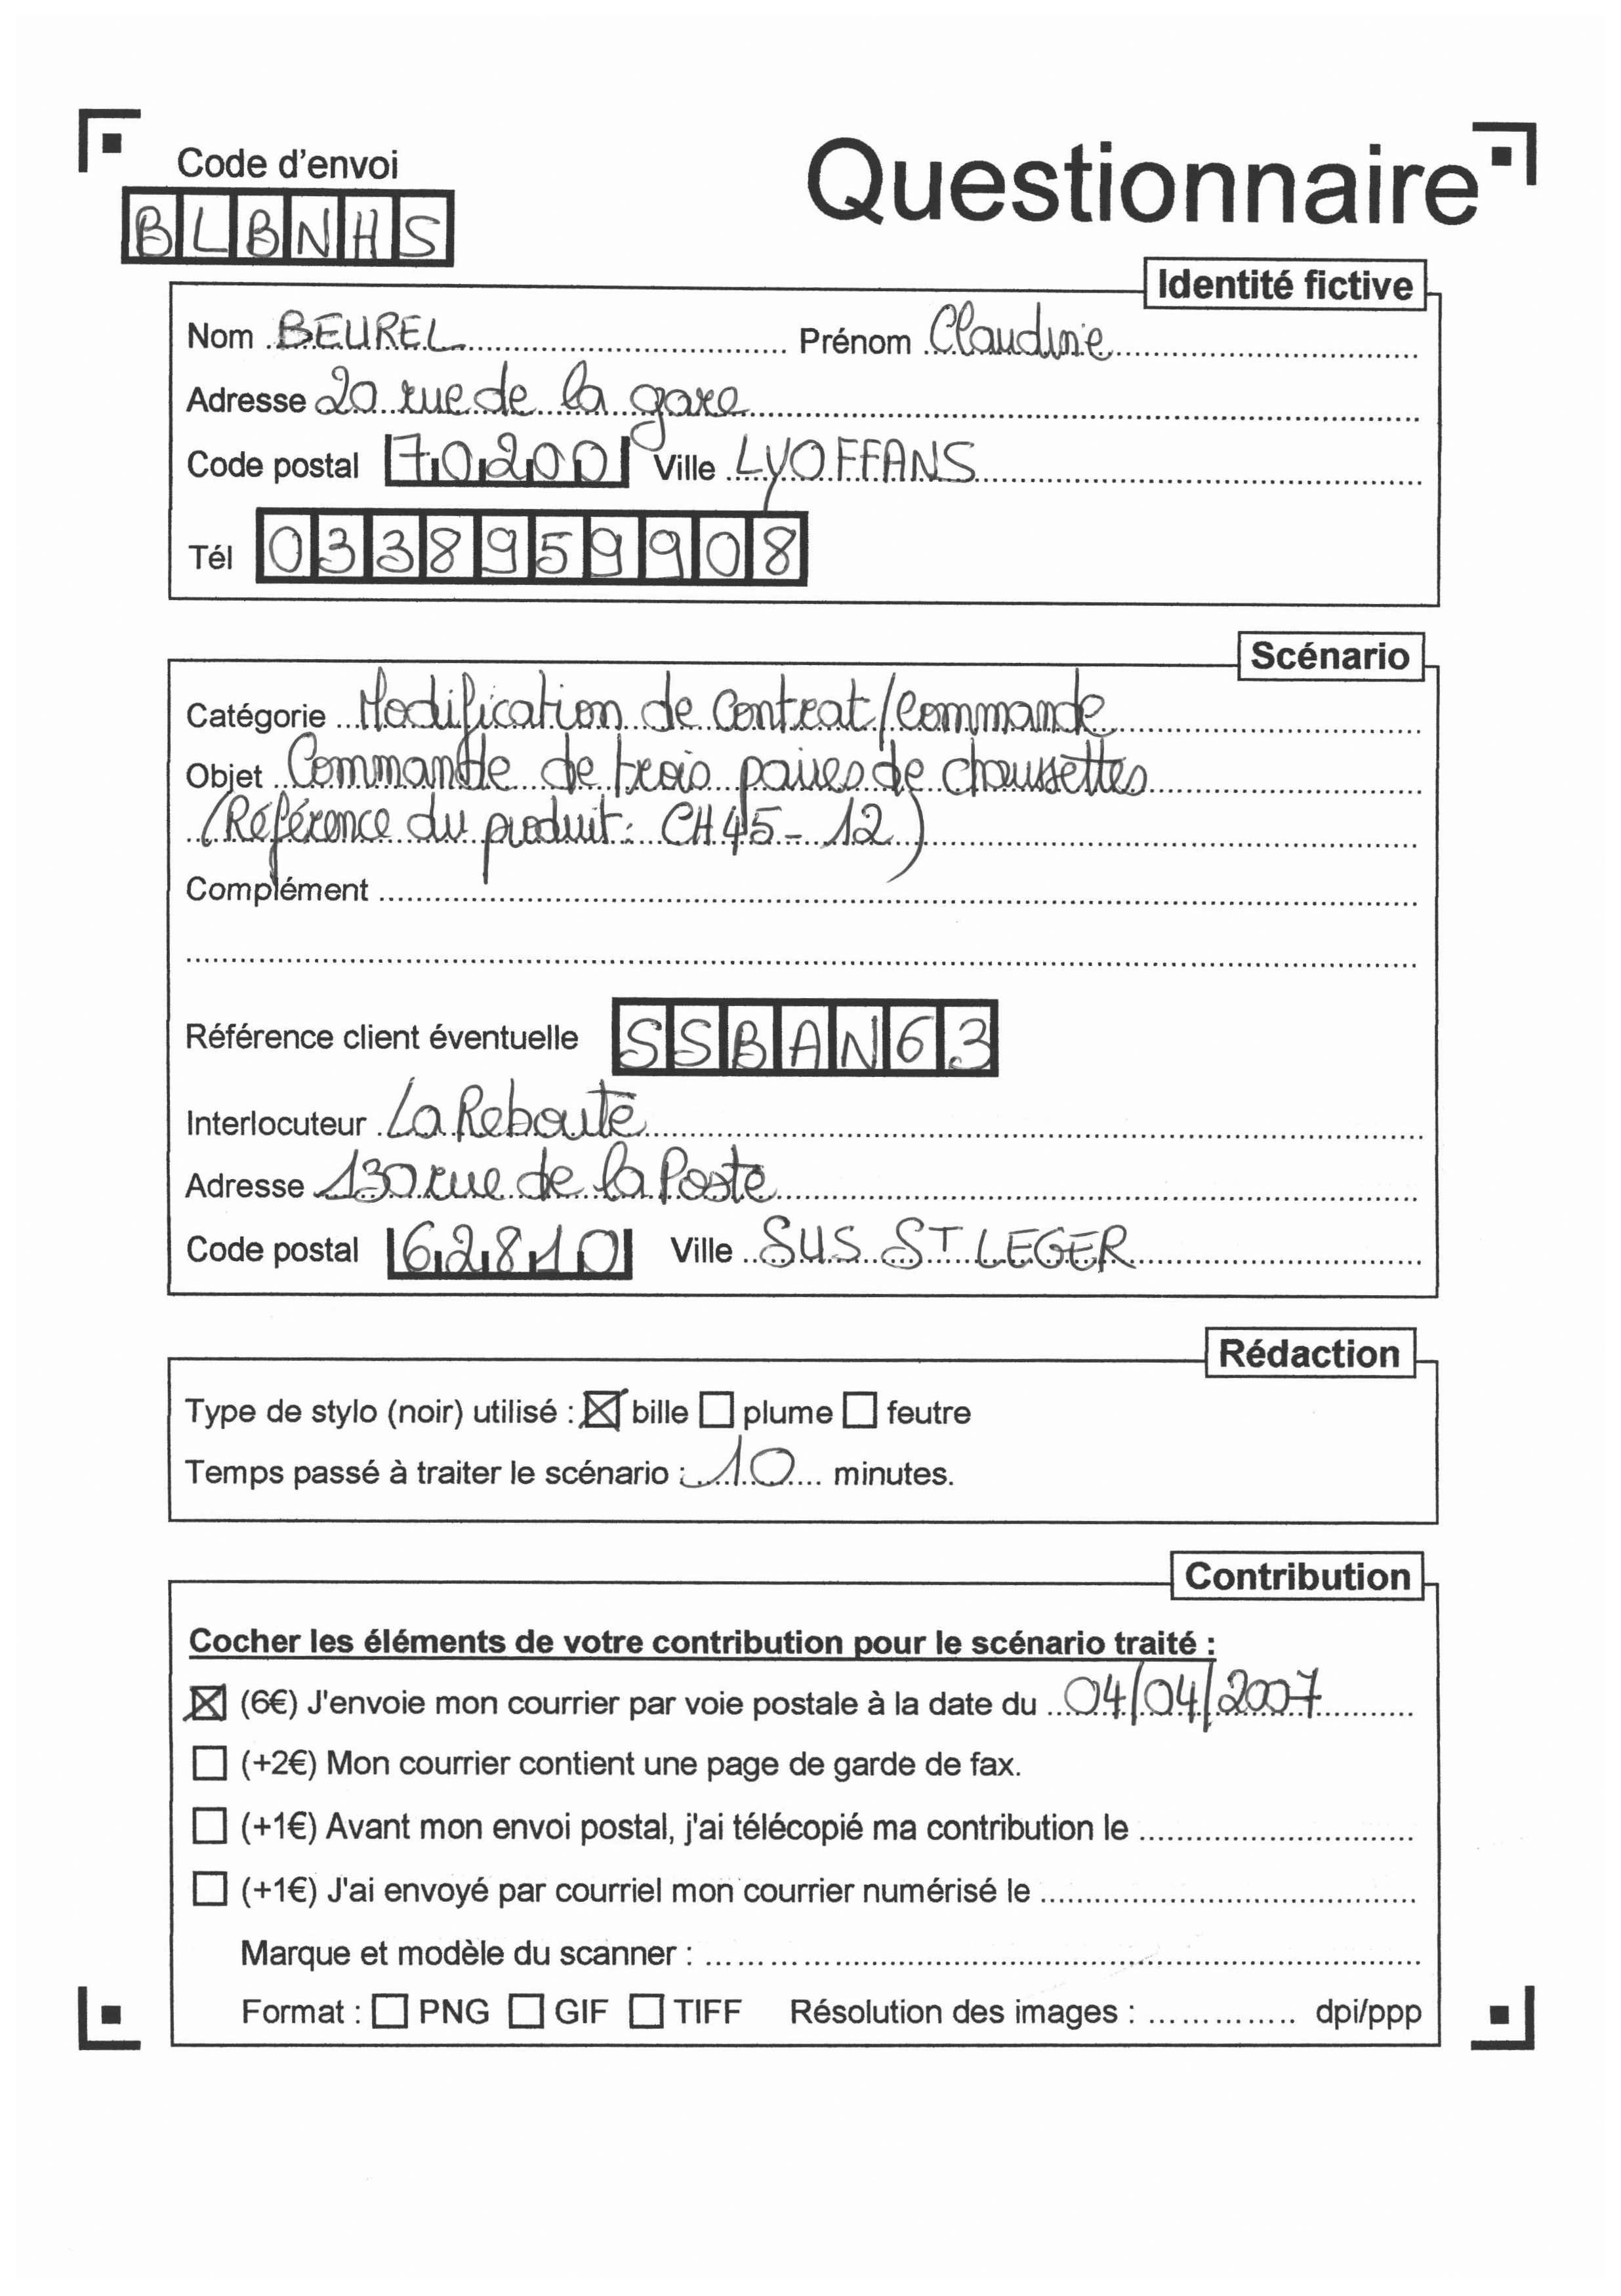 Code d'envoi
Questionnaire
BLBNHS
Identité fictive
Nom BEUREL Prénom Claudine
Adresse 20 rue de la gare
Code postal 70200 Ville LYOFFANS
Tél 0338959908
Scénario
Catégorie Modification de contrat/commande
Objet Commande de trois paires de chaussettes
(Référence du produit: CH45-12)
Complément
Référence client éventuelle SSBAN63
Interlocuteur La Reboute
Adresse 130 rue de la Poste
Code postal 62810 Ville SUS ST LEGER
Rédaction
Type de stylo (noir) utilisé : ☒ bille ☐ plume ☐ feutre
Temps passé à traiter le scénario : 10 minutes.
Contribution
Cocher les éléments de votre contribution pour le scénario traité :
☒ (6€) J'envoie mon courrier par voie postale à la date du 04/04/2007
☐ (+2€) Mon courrier contient une page de garde de fax.
☐ (+1€) Avant mon envoi postal, j'ai télécopié ma contribution le
☐ (+1€) J'ai envoyé par courriel mon courrier numérisé le
Marque et modèle du scanner :
Format : ☐ PNG ☐ GIF ☐ TIFF Résolution des images : dpi/ppp